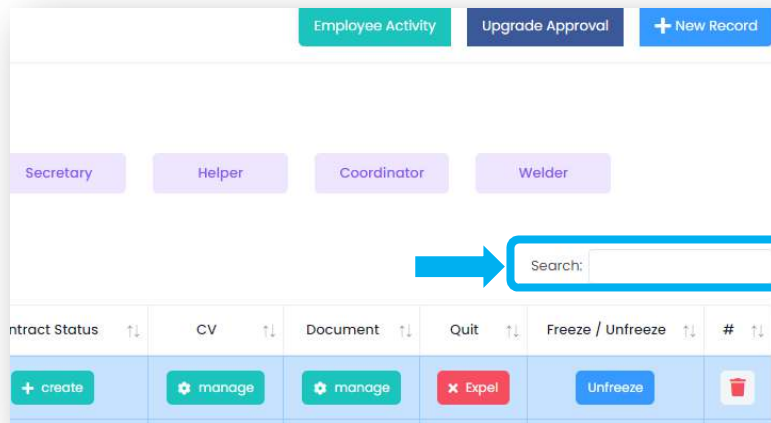 Employee Activity Upgrade Approval + New Record
Secretary Helper Coordinator Welder
Search:
ntract Status CV Document Quit Freeze / Unfreeze #
+ create manage manage × Expel Unfreeze